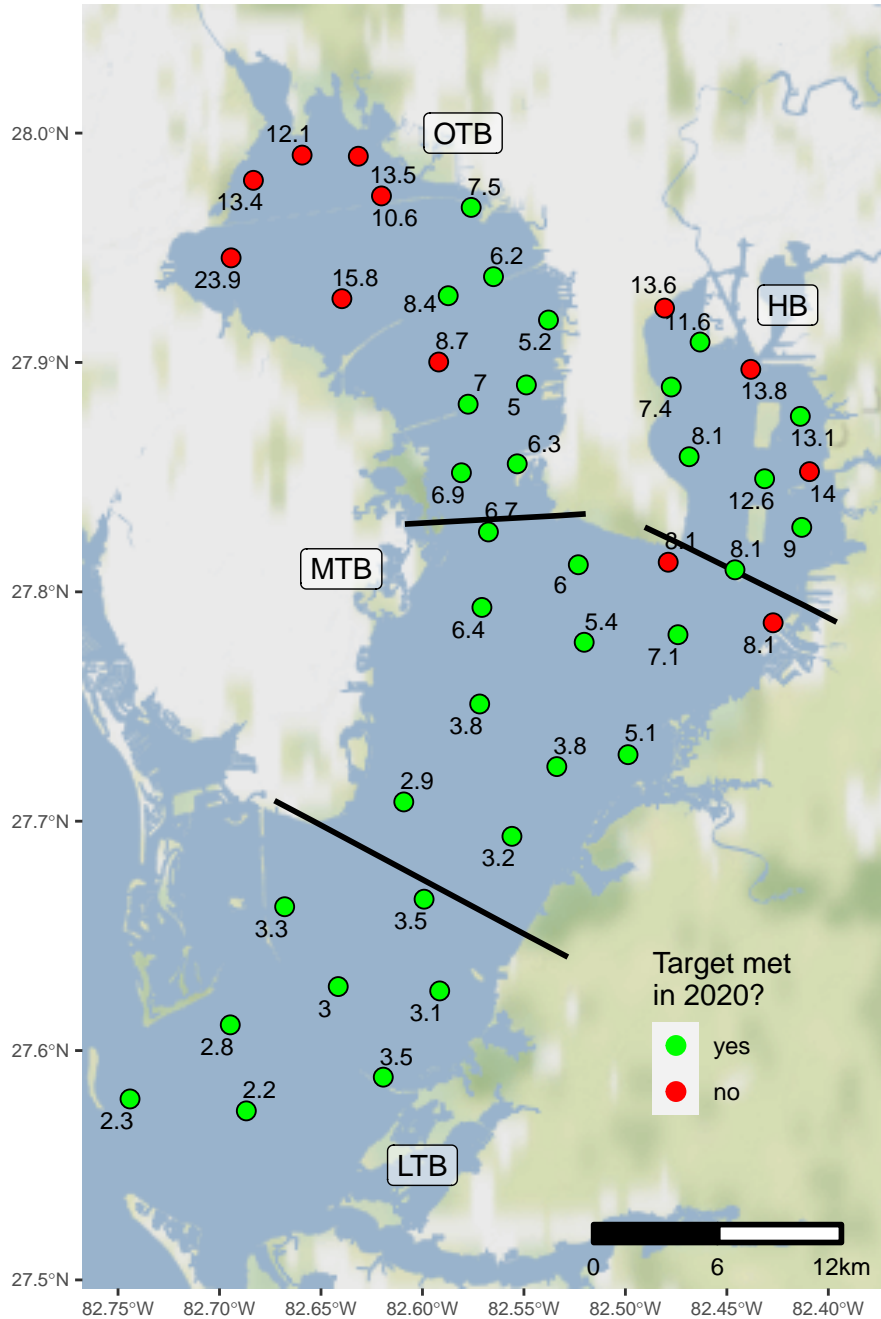 28.0°N
27.9°N
27.8°N
27.7°N
27.6°N
27.5°N
OTB
12.1
13.5
13.4
10.6
7.5
6.2
23.9
15.8
8.4
5.2
8.7
7
5
6.3
6.9
6.7
HB
13.6
11.6
13.8
7.4
13.1
8.1
12.6
14
9
8.1
8.1
8.1
MTB
6
6.4
5.4
7.1
3.8
3.8
5.1
2.9
3.2
3.3
3.5
3
3.1
2.8
3.5
2.2
2.3
LTB
Target met
in 2020?
yes
no
0 6 12km
82.75°W 82.70°W 82.65°W 82.60°W 82.55°W 82.50°W 82.45°W 82.40°W